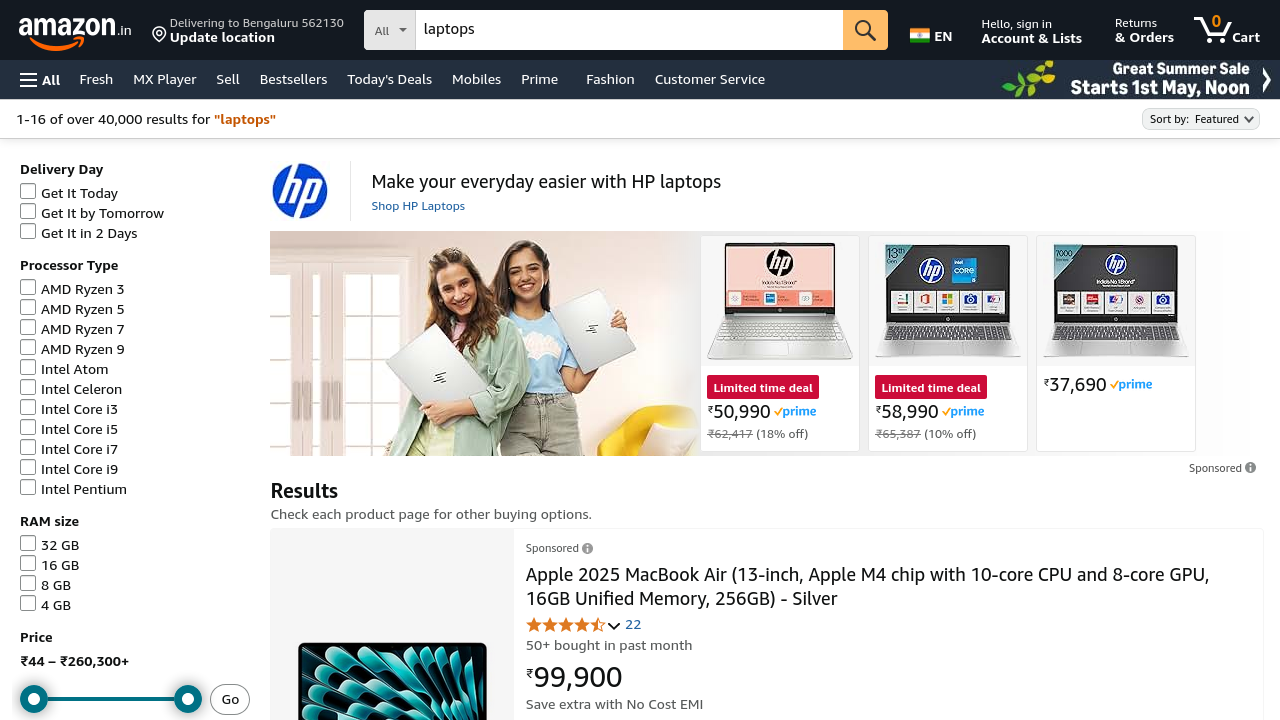 amazon.in
Delivering to Bengaluru 562130
Update location
All
laptops
EN
Hello, sign in
Account & Lists
Returns
& Orders
0
Cart
All
Fresh
MX Player
Sell
Bestsellers
Today's Deals
Mobiles
Prime
Fashion
Customer Service
Great Summer Sale
Starts 1st May, Noon
1-16 of over 40,000 results for "laptops"
Sort by: Featured
Delivery Day
Get It Today
Get It by Tomorrow
Get It in 2 Days
Processor Type
AMD Ryzen 3
AMD Ryzen 5
AMD Ryzen 7
AMD Ryzen 9
Intel Atom
Intel Celeron
Intel Core i3
Intel Core i5
Intel Core i7
Intel Core i9
Intel Pentium
RAM size
32 GB
16 GB
8 GB
4 GB
Price
₹44 – ₹260,300+
Go
hp
Make your everyday easier with HP laptops
Shop HP Laptops
hp
Limited time deal
₹50,990 prime
₹62,417 (18% off)
13th
Gen
hp
intel
CORE
Limited time deal
₹58,990 prime
₹65,387 (10% off)
7000
hp
₹37,690 prime
Sponsored
Results
Check each product page for other buying options.
Sponsored
Apple 2025 MacBook Air (13-inch, Apple M4 chip with 10-core CPU and 8-core GPU,
16GB Unified Memory, 256GB) - Silver
22
50+ bought in past month
₹99,900
Save extra with No Cost EMI